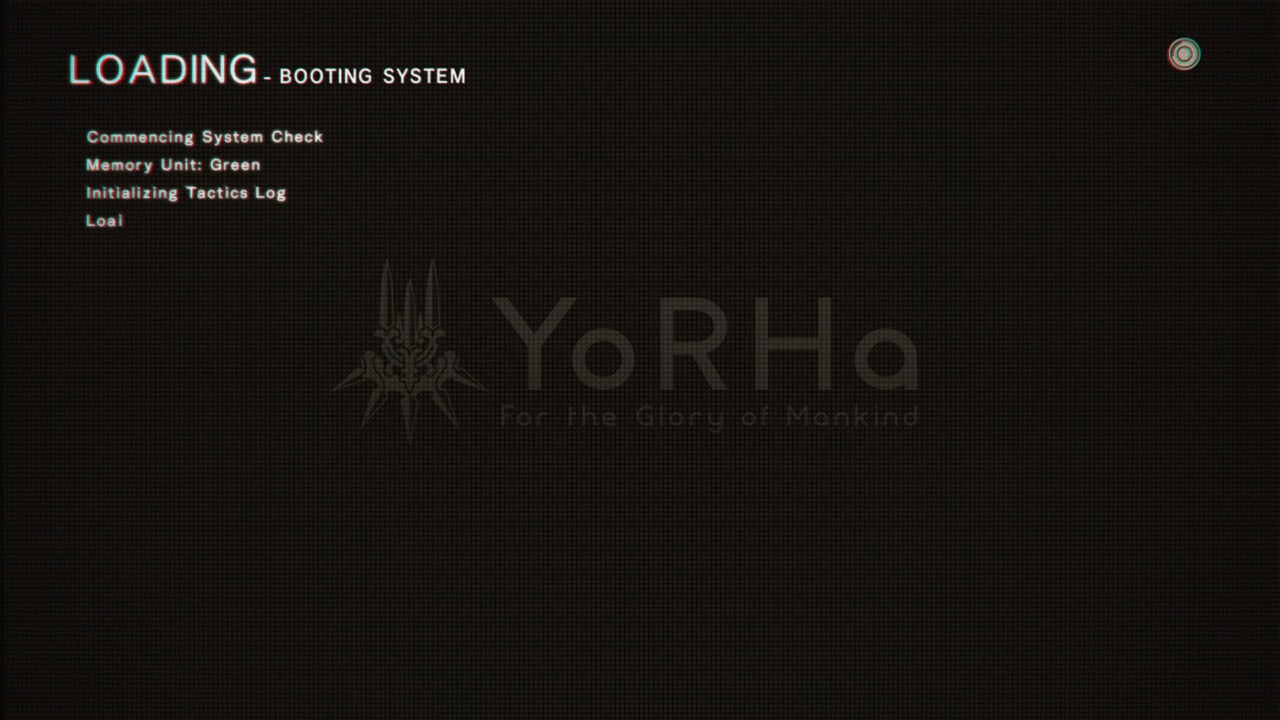 LOADING - BOOTING SYSTEM
Commencing System Check
Memory Unit: Green
Initializing Tactics Log
Loai
YoRHa
For the Glory of Mankind